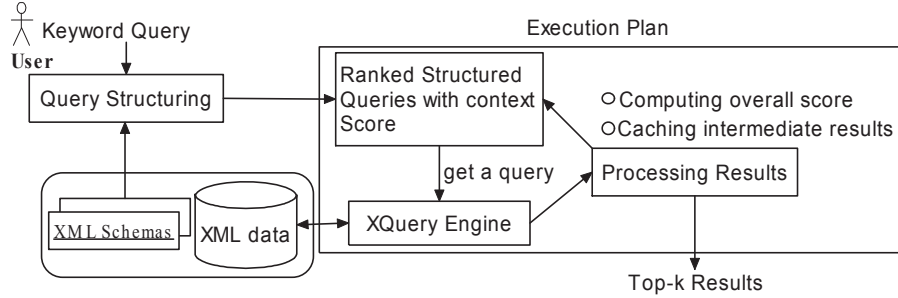 Keyword Query
User
Query Structuring
XML Schemas
XML data
Execution Plan
Ranked Structured
Queries with context
Score
get a query
XQuery Engine
Computing overall score
Caching intermediate results
Processing Results
Top-k Results